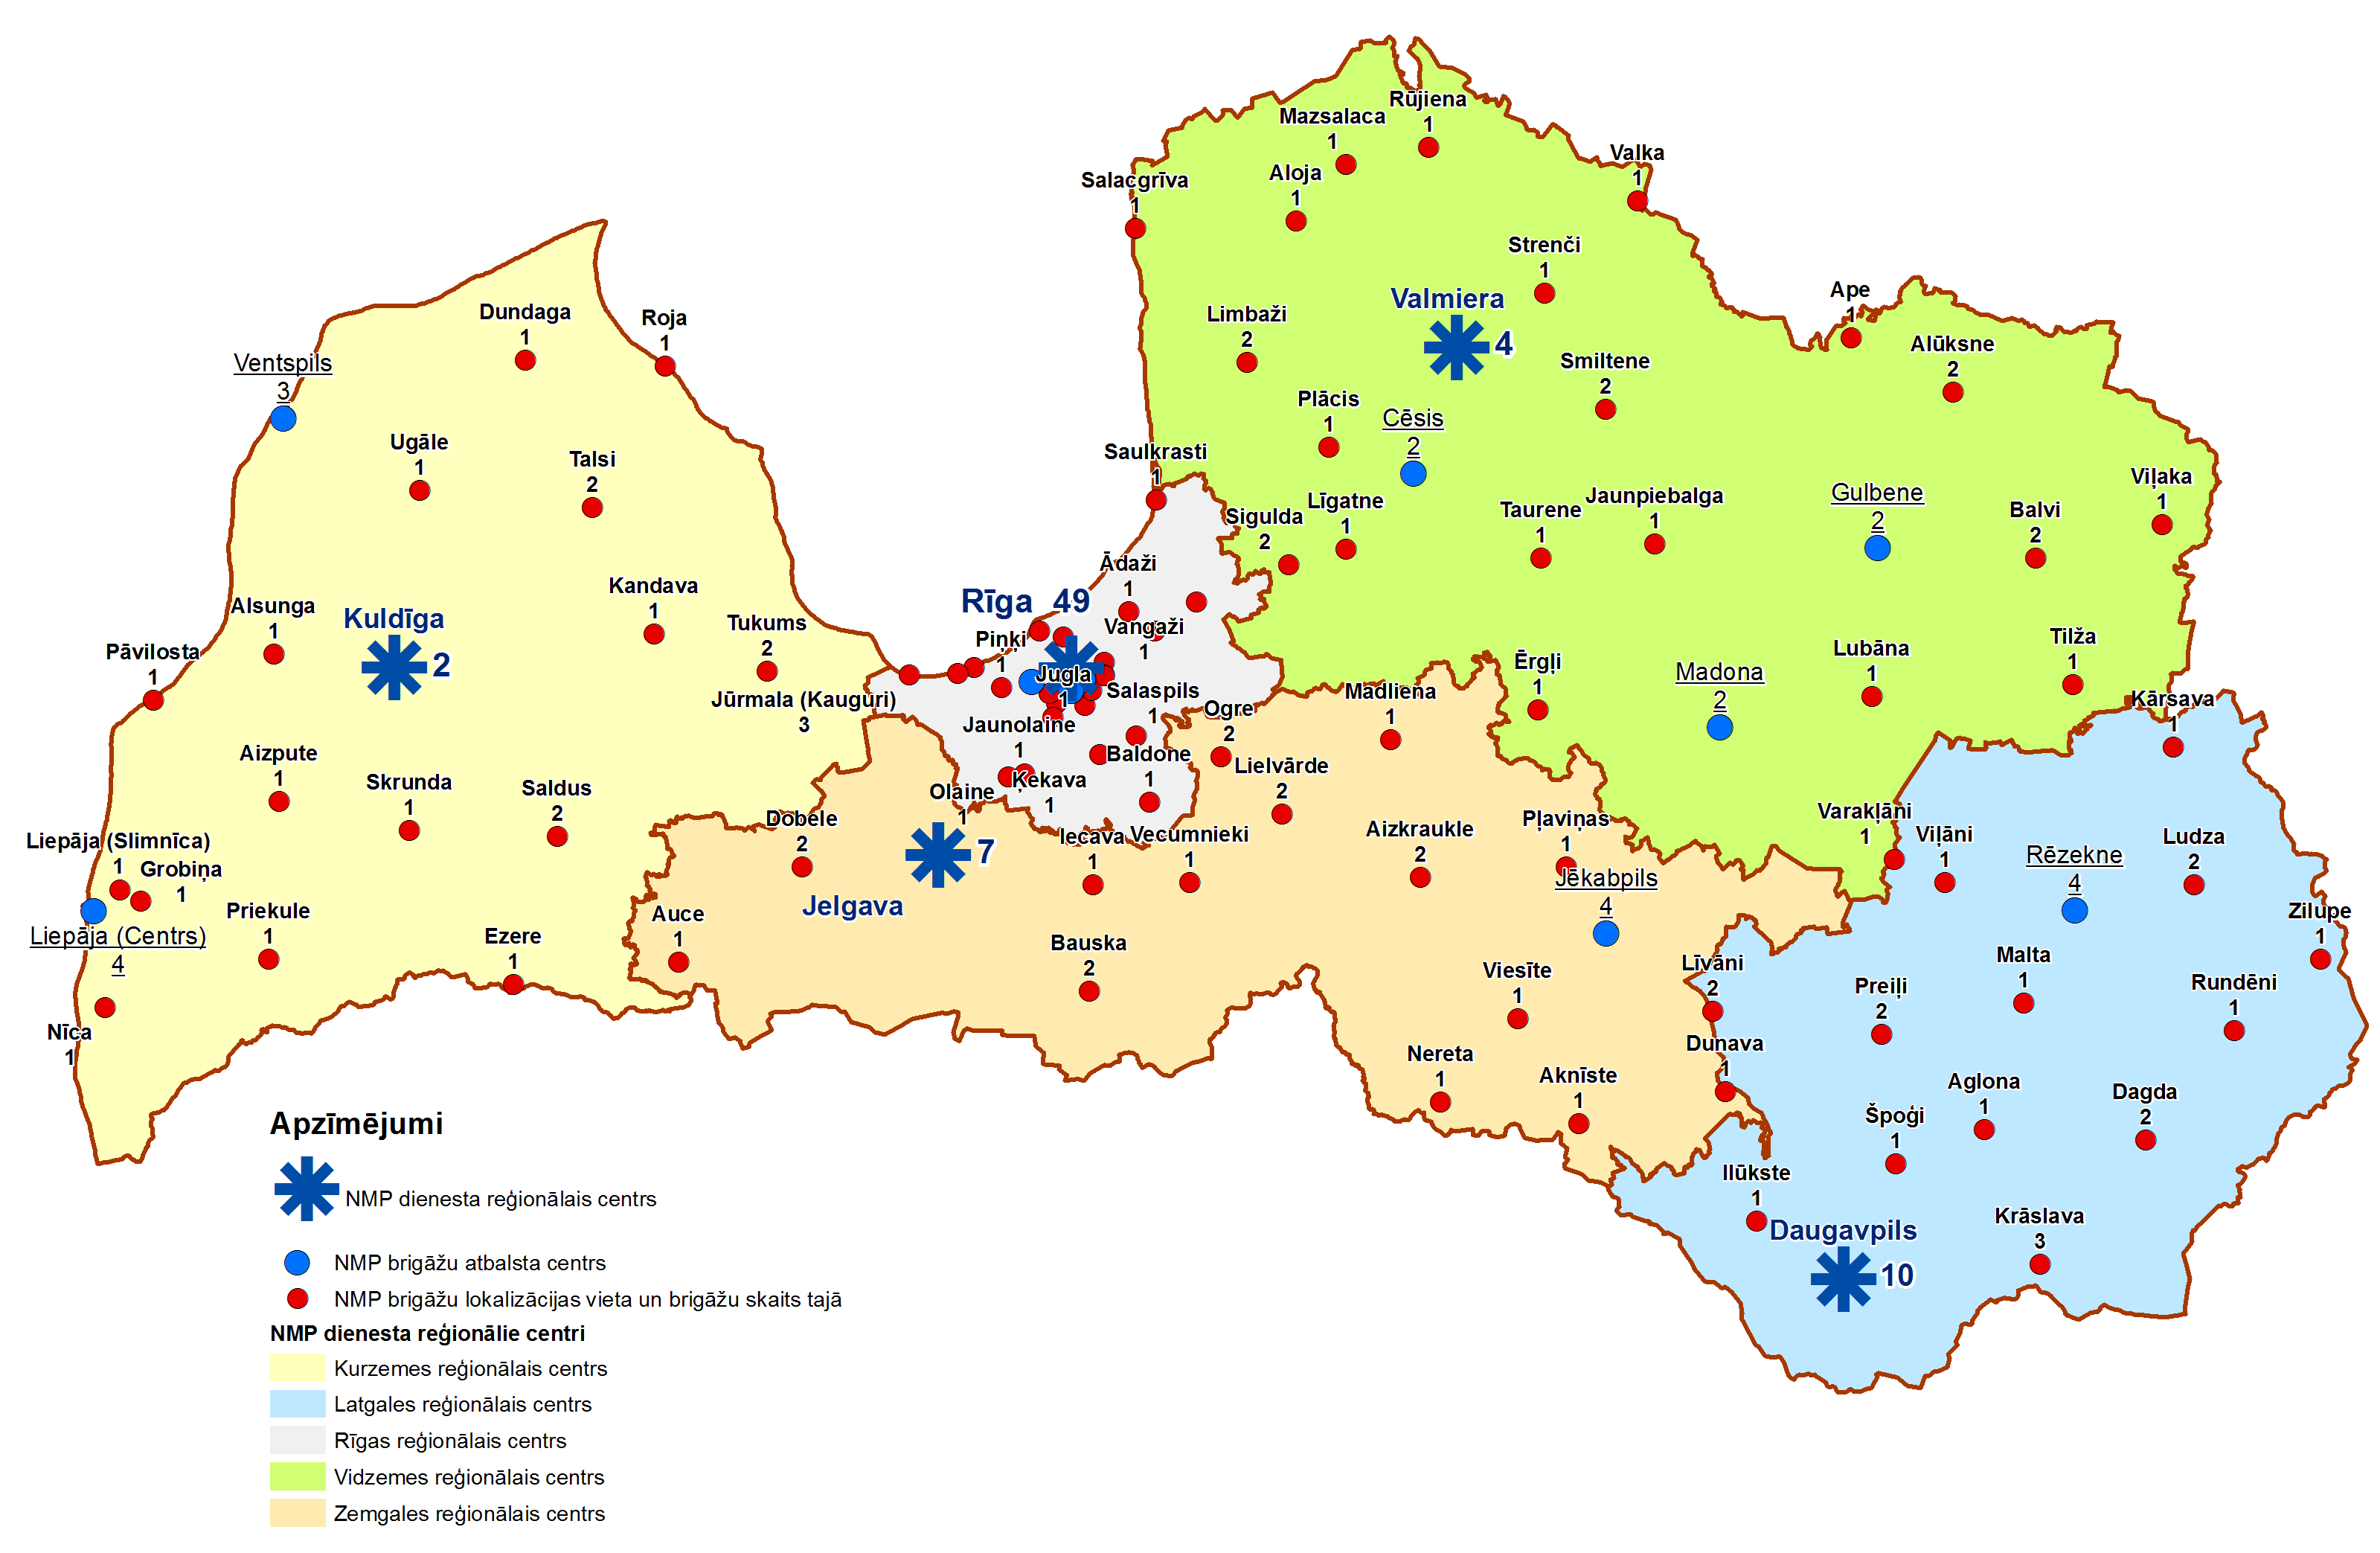 Rūjiena
1
Mazsalaca
1
Valka
1
Aloja
1
Salacgrīva
1
Strenči
1
Valmiera
4
Ape
1
Limbaži
2
Alūksne
2
Smiltene
2
Plācis
1
Cēsis
2
Dundaga
1
Roja
1
Ventspils
3
Ugāle
1
Talsi
2
Saulkrasti
1
Sigulda
2
Līgatne
1
Taurene
1
Jaunpiebalga
1
Gulbene
2
Balvi
2
Viļaka
1
Ādaži
1
Rīga 49
Vangaži
1
Piņķi
1
Jugla
1
Salaspils
1
Kandava
1
Tukums
2
Alsunga
1
Kuldīga
2
Pāvilosta
1
Jūrmala (Kauguri)
3
Jaunolaine
1
Baldone
1
Ķekava
1
Olaine
1
Ogre
2
Madliena
1
Ērgļi
1
Madona
2
Lubāna
1
Tilža
1
Kārsava
1
Aizpute
1
Skrunda
1
Saldus
2
Lielvārde
2
Dobele
2
Iecava
1
Vecumnieki
1
Aizkraukle
2
Pļaviņas
1
Varakļāni
1
Viļāni
1
Rēzekne
4
Ludza
2
Liepāja (Slimnīca)
1
Grobiņa
1
Liepāja (Centrs)
4
Priekule
1
Ezere
1
Nīca
1
7
Jelgava
Auce
1
Bauska
2
Jēkabpils
4
Viesīte
1
Līvāni
2
Preiļi
2
Malta
1
Zilupe
1
Rundēni
1
Nereta
1
Aknīste
1
Dunava
1
Aglona
1
Dagda
2
Špoģi
1
Ilūkste
1
Daugavpils
10
Krāslava
3
Apzīmējumi
NMP dienesta reģionālais centrs
NMP brigāžu atbalsta centrs
NMP brigāžu lokalizācijas vieta un brigāžu skaits tajā
NMP dienesta reģionālie centri
Kurzemes reģionālais centrs
Latgales reģionālais centrs
Rīgas reģionālais centrs
Vidzemes reģionālais centrs
Zemgales reģionālais centrs